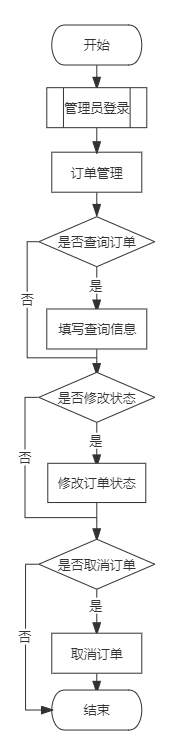 开始
管理员登录
订单管理
是否查询订单
是
否
填写查询信息
是否修改状态
是
否
修改订单状态
是否取消订单
是
否
取消订单
结束